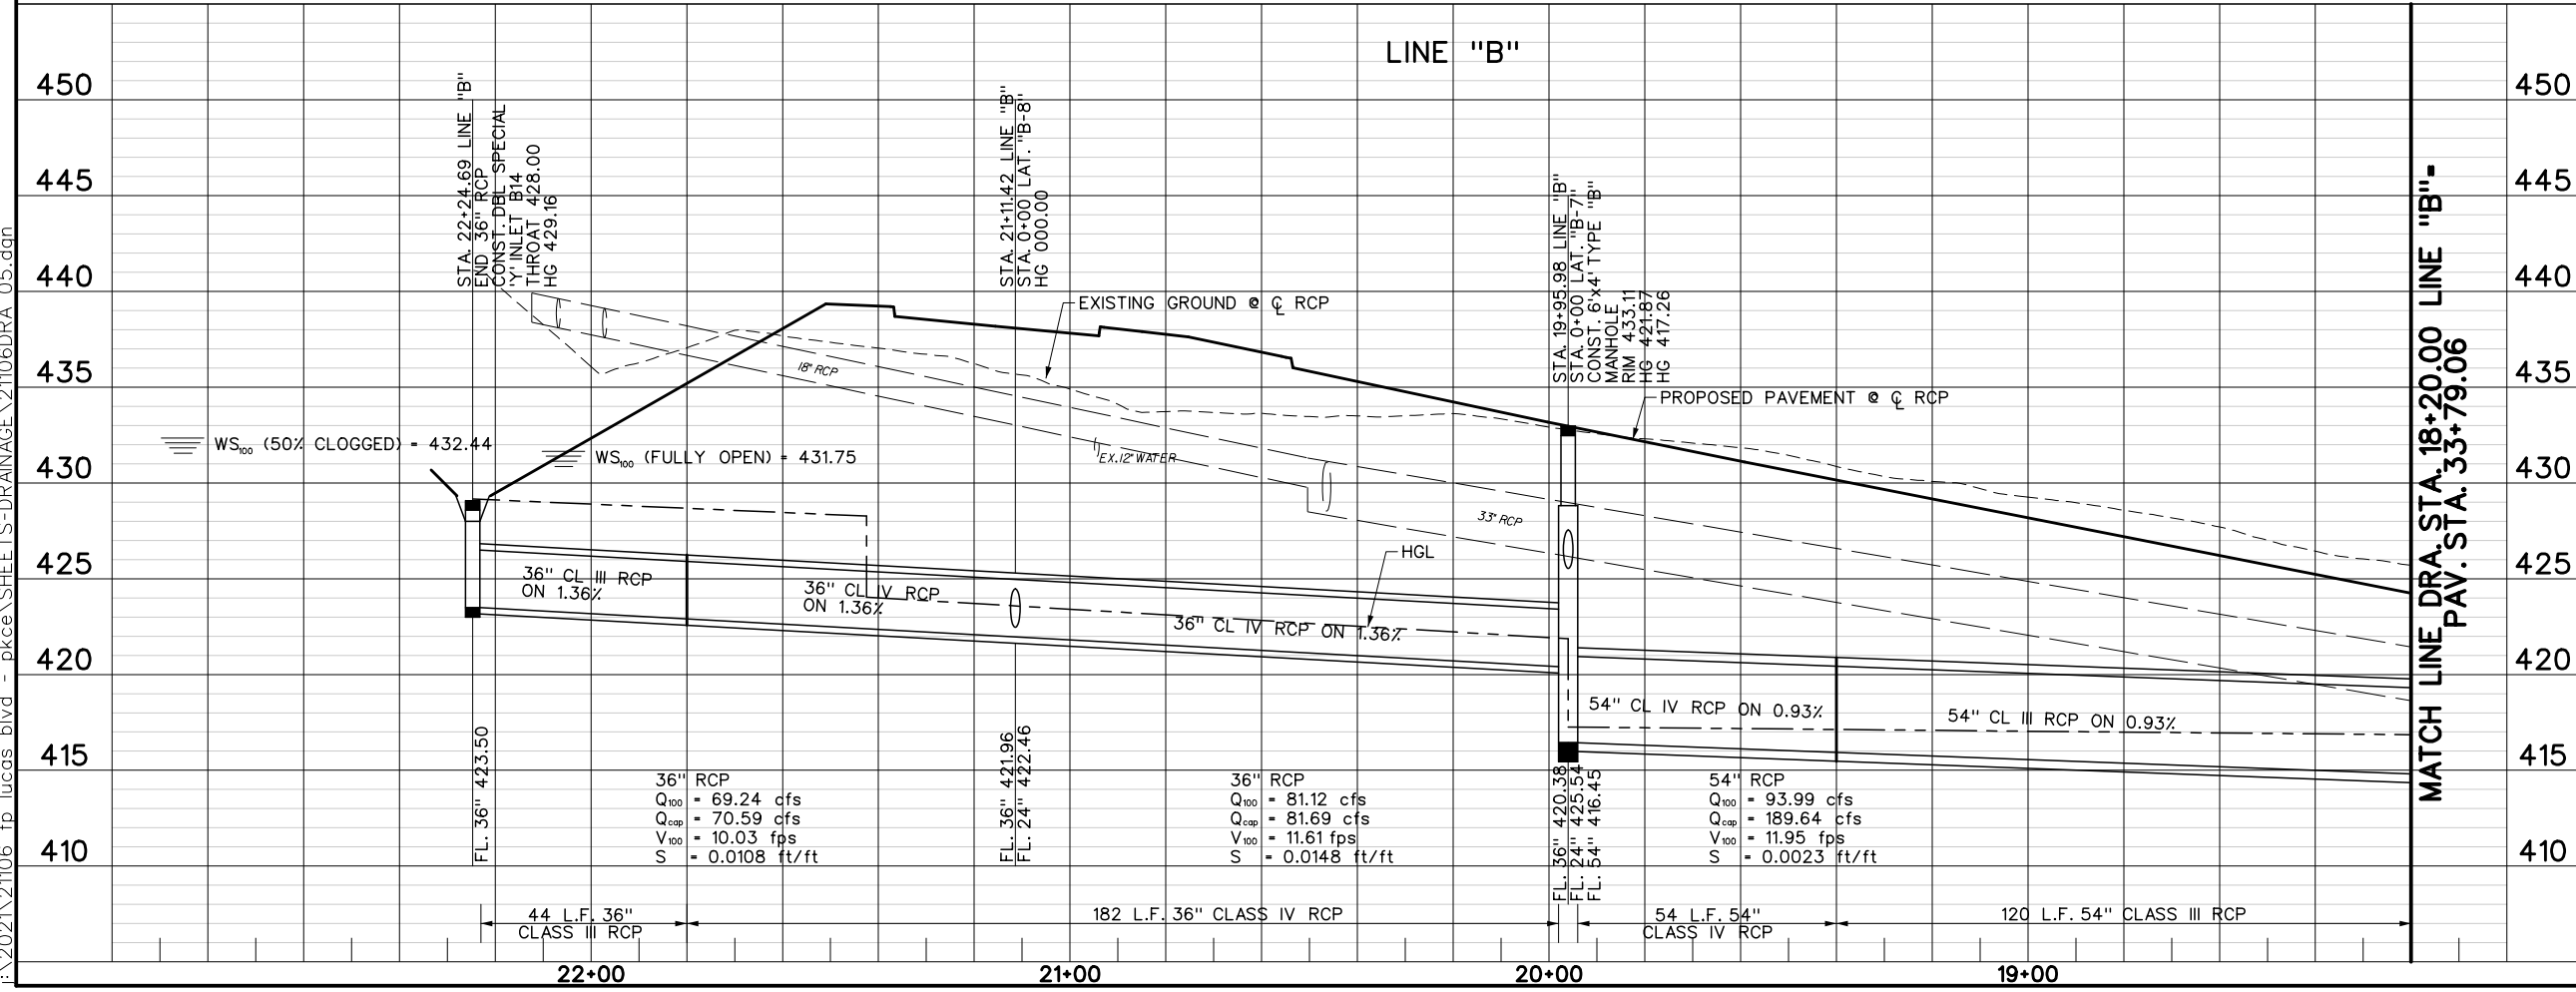 LINE "B"
450
445
440
435
430
425
420
415
410
450
445
440
435
430
425
420
415
410
STA. 22+24.69 LINE "B"
END 36" RCP
CONST. DBL SPECIAL
'Y' INLET B14
THROAT 428.00
HG 429.16
STA. 21+11.42 LINE "B"
STA. 0+00 LAT. "B-8"
HG 000.00
STA. 19+95.98 LINE "B"
STA. 0+00 LAT. "B-7"
CONST. 6'x4' TYPE "B"
MANHOLE
RIM 433.11
HG 421.87
HG 417.26
EXISTING GROUND @ ℄ RCP
PROPOSED PAVEMENT @ ℄ RCP
18" RCP
EX.12" WATER
33" RCP
HGL
WS100 (50% CLOGGED) = 432.44
WS100 (FULLY OPEN) = 431.75
36" CL III RCP
ON 1.36%
36" CL IV RCP
ON 1.36%
36" CL IV RCP ON 1.36%
54" CL IV RCP ON 0.93%
54" CL III RCP ON 0.93%
FL. 36" 423.50
FL. 36" 421.96
FL. 24" 422.46
FL. 36" 420.38
FL. 24" 425.54
FL. 54" 416.45
36" RCP
Q100 = 69.24 cfs
Qcap = 70.59 cfs
V100 = 10.03 fps
S = 0.0108 ft/ft
36" RCP
Q100 = 81.12 cfs
Qcap = 81.69 cfs
V100 = 11.61 fps
S = 0.0148 ft/ft
54" RCP
Q100 = 93.99 cfs
Qcap = 189.64 cfs
V100 = 11.95 fps
S = 0.0023 ft/ft
44 L.F. 36"
CLASS III RCP
182 L.F. 36" CLASS IV RCP
54 L.F. 54"
CLASS IV RCP
120 L.F. 54" CLASS III RCP
22+00
21+00
20+00
19+00
MATCH LINE DRA. STA. 18+20.00 LINE "B"=
PAV. STA. 33+79.06
\2021\21106 fp lucas blvd - pkce\SHEETS-DRAINAGE\21106DRA 05.dgn